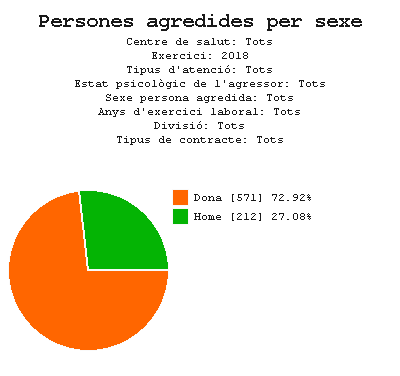 Persones agredides per sexe
Centre de salut: Tots
Exercici: 2018
Tipus d'atenció: Tots
Estat psicològic de l'agressor: Tots
Sexe persona agredida: Tots
Anys d'exercici laboral: Tots
Divisió: Tots
Tipus de contracte: Tots
Dona [571] 72.92%
Home [212] 27.08%